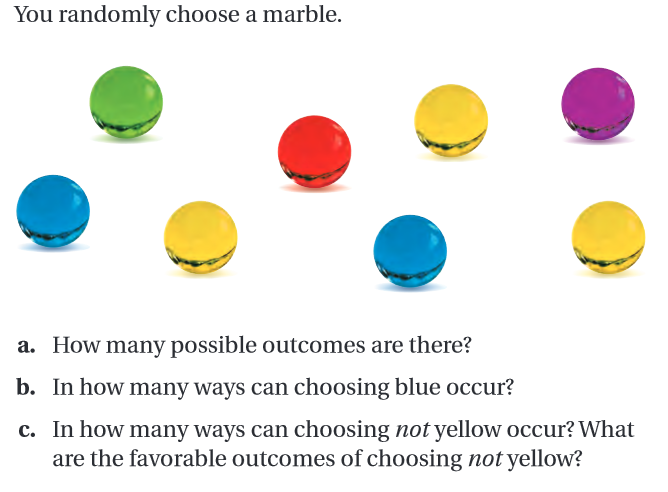 You randomly choose a marble.
a. How many possible outcomes are there?
b. In how many ways can choosing blue occur?
c. In how many ways can choosing not yellow occur? What
are the favorable outcomes of choosing not yellow?